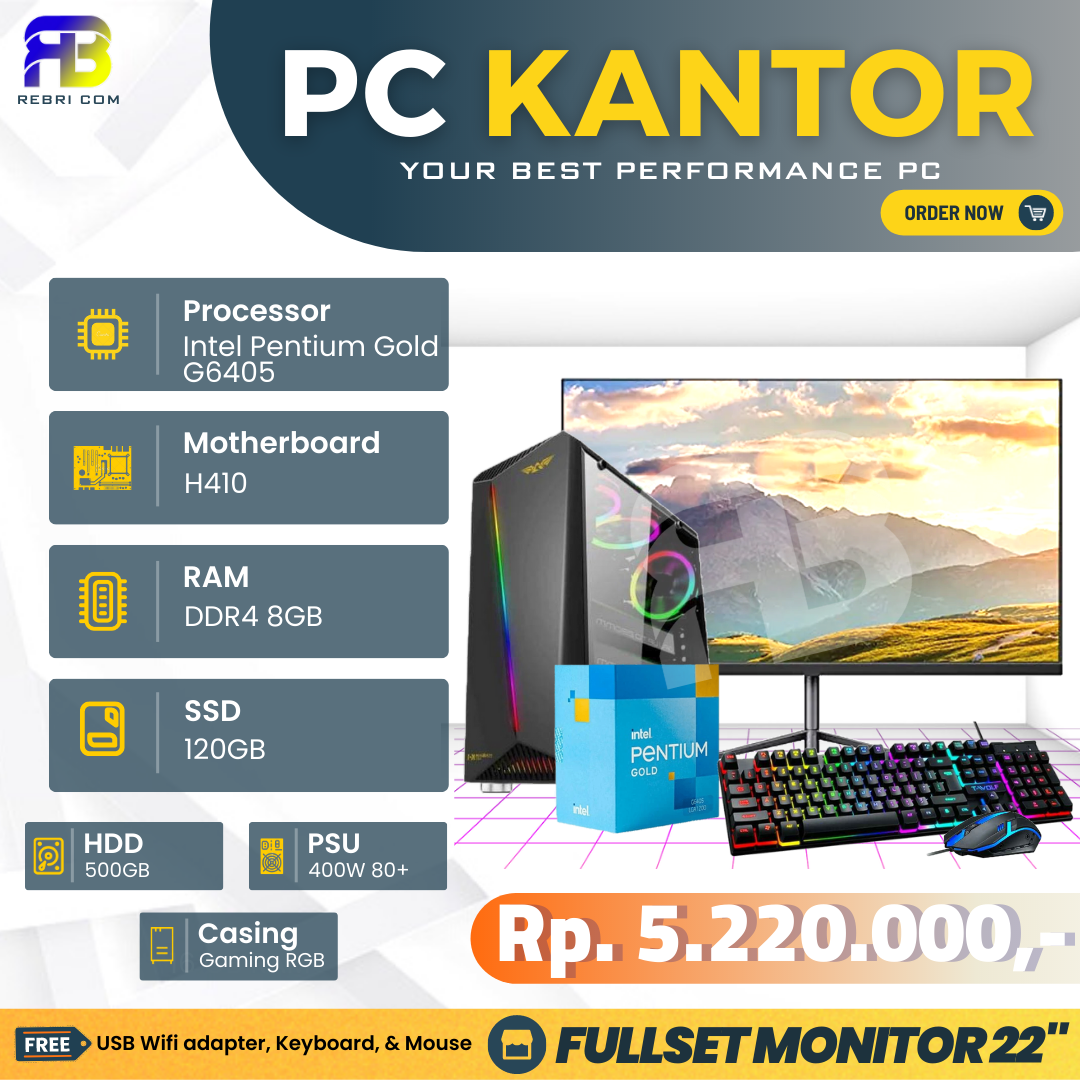 REBRI COM
PC KANTOR
YOUR BEST PERFORMANCE PC
ORDER NOW
Processor
Intel Pentium Gold
G6405
Motherboard
H410
RAM
DDR4 8GB
SSD
120GB
HDD
500GB
PSU
400W 80+
Casing
Gaming RGB
intel
PENTIUM
GOLD
intel
T-WOLF
Rp. 5.220.000,-
FREE
USB Wifi adapter, Keyboard, & Mouse
FULLSET MONITOR 22"